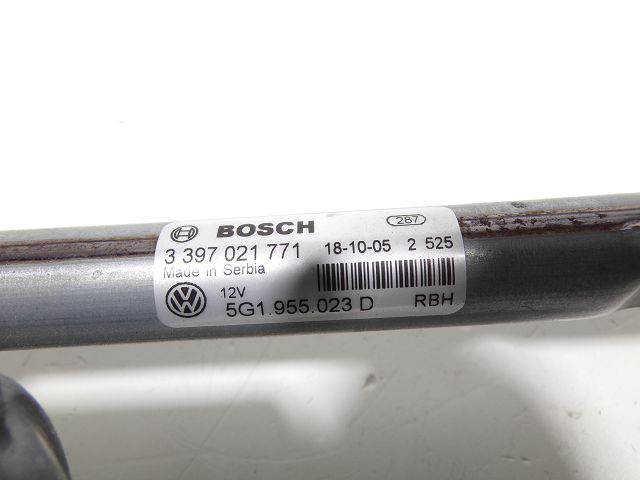 BOSCH 287
3 397 021 771 18-10-05 2 525
Made in Serbia
12V
5G1.955.023 D RBH